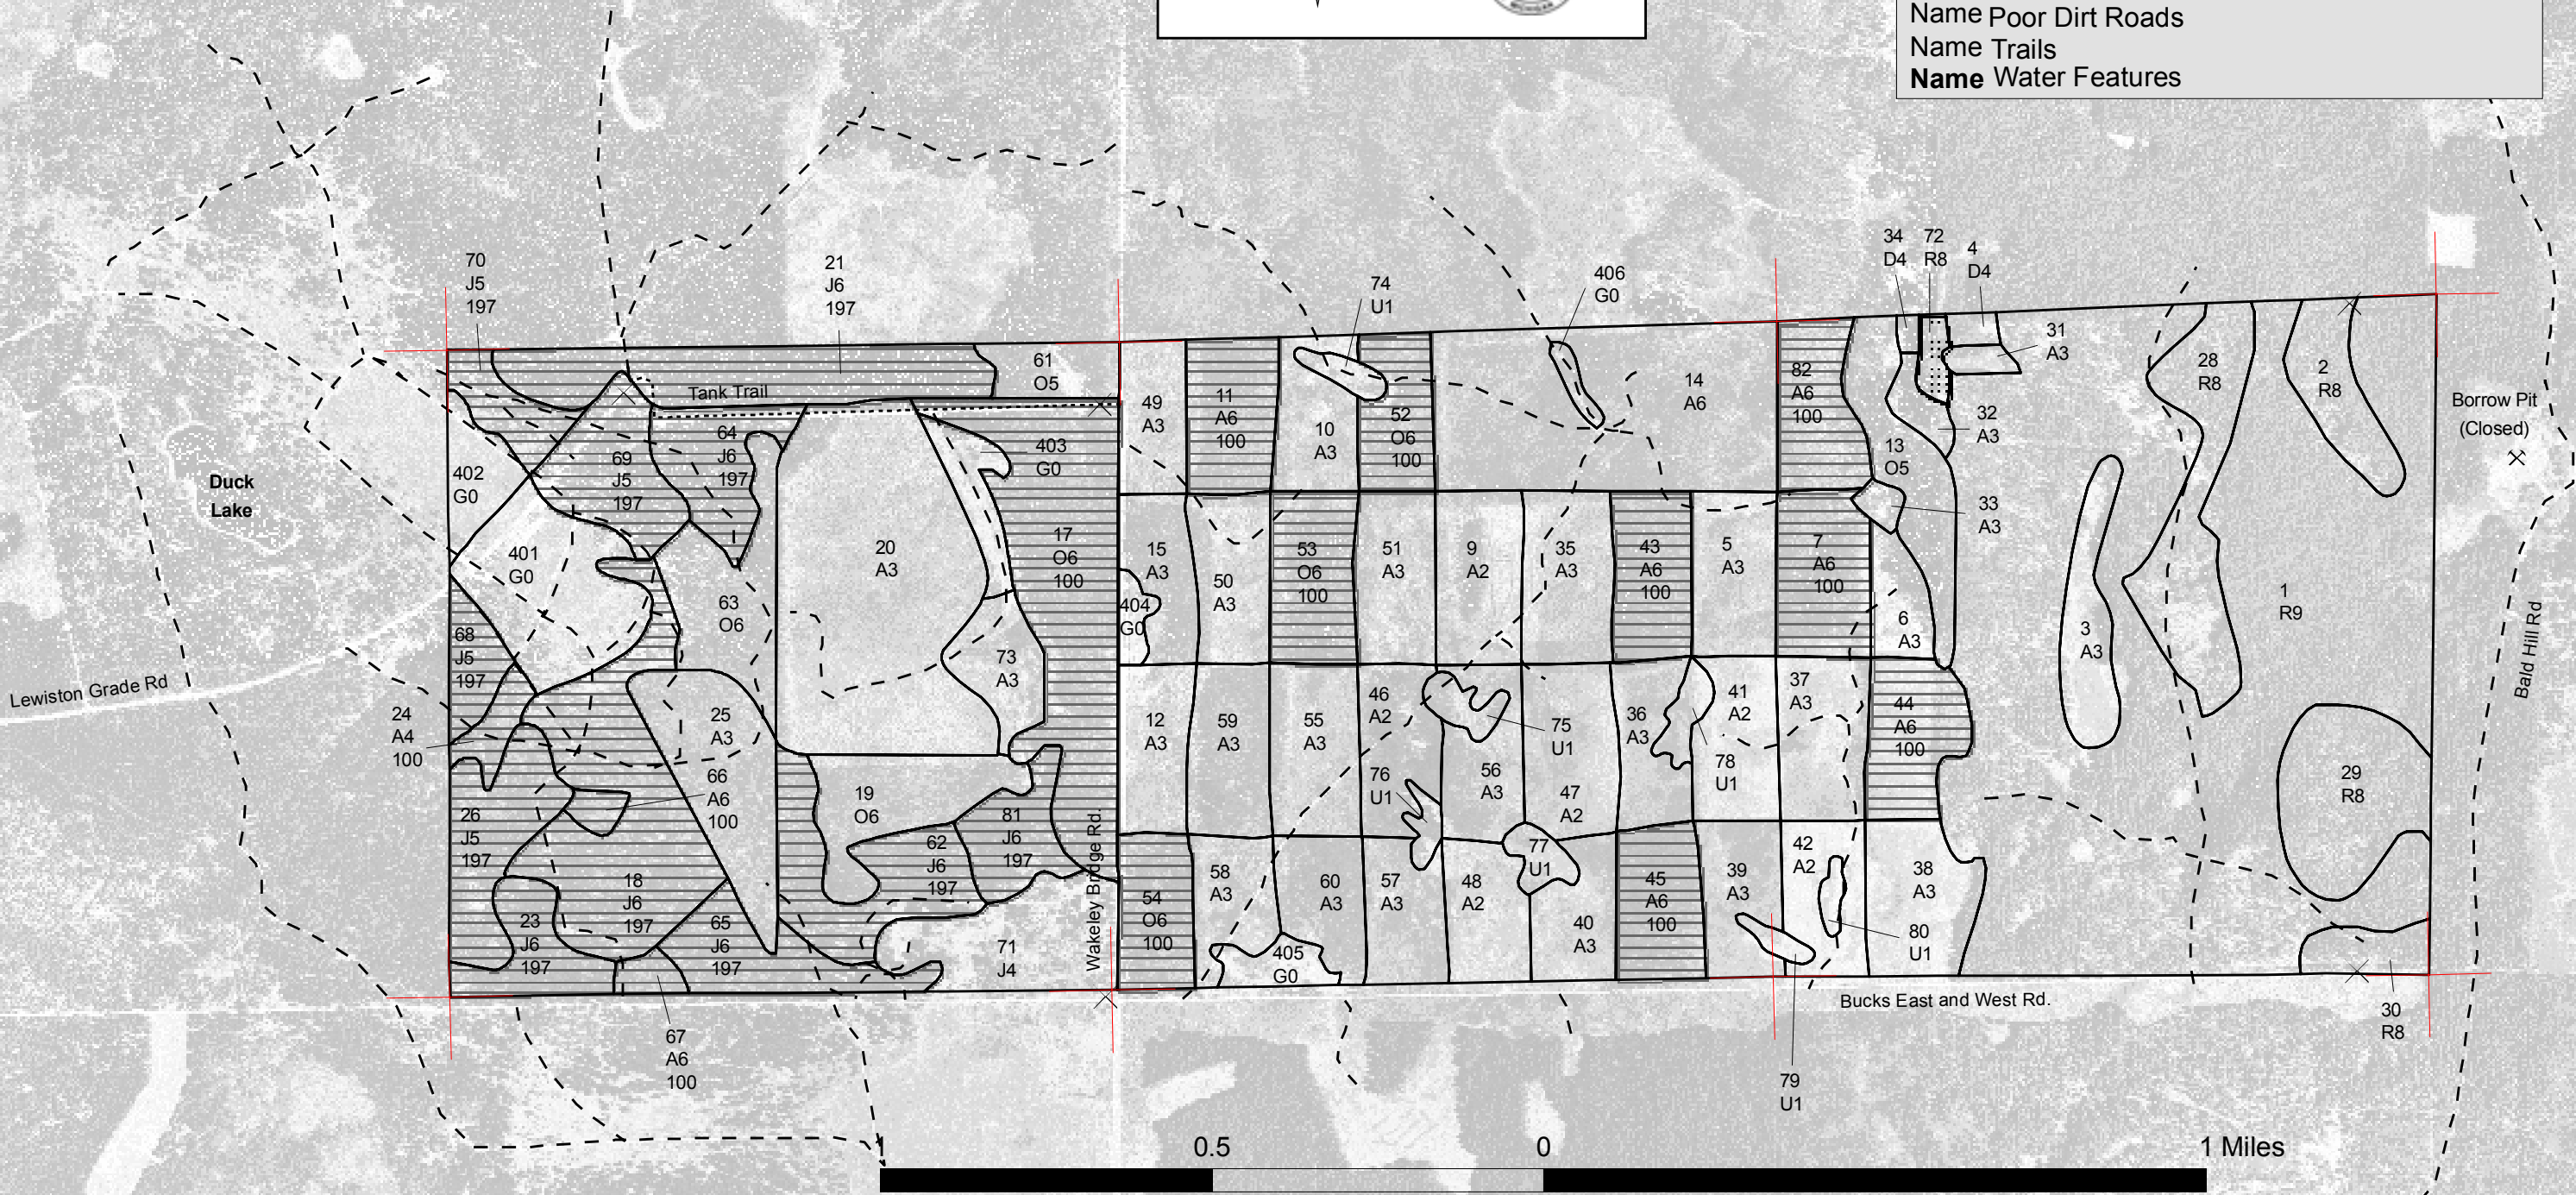 MICHIGAN
Name Poor Dirt Roads
Name Trails
Name Water Features
34
D4
72
R8
4
D4
70
J5
197
21
J6
197
74
U1
406
G0
31
A3
61
O5
Tank Trail
49
A3
11
A6
100
10
A3
52
O6
100
14
A6
82
A6
100
28
R8
2
R8
Borrow Pit
(Closed)
32
A3
13
O5
33
A3
402
G0
Duck
Lake
69
J5
197
64
J6
197
403
G0
401
G0
20
A3
17
O6
100
15
A3
404
G0
50
A3
53
O6
100
51
A3
9
A2
35
A3
43
A6
100
5
A3
7
A6
100
6
A3
1
R9
3
A3
63
O6
68
J5
197
73
A3
Lewiston Grade Rd
Bald Hill Rd
24
A4
100
25
A3
12
A3
59
A3
55
A3
46
A2
75
U1
36
A3
41
A2
37
A3
44
A6
100
78
U1
66
A6
100
19
O6
76
U1
56
A3
47
A2
29
R8
26
J5
197
81
J6
197
62
J6
197
Wakeley Bridge Rd.
77
U1
42
A2
18
J6
197
58
A3
60
A3
57
A3
48
A2
45
A6
100
39
A3
38
A3
54
O6
100
23
J6
197
65
J6
197
71
J4
405
G0
40
A3
80
U1
Bucks East and West Rd.
30
R8
67
A6
100
79
U1
0.5
0
1 Miles